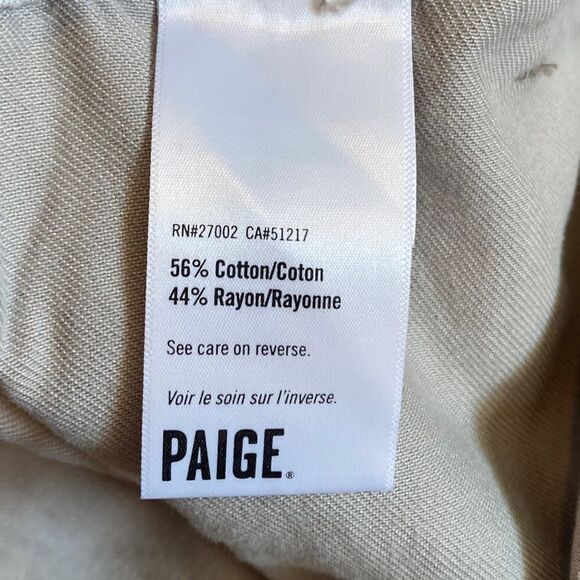 RN#27002 CA#51217
56% Cotton/Coton
44% Rayon/Rayonne
See care on reverse.
Voir le soin sur l'inverse.
PAIGE®